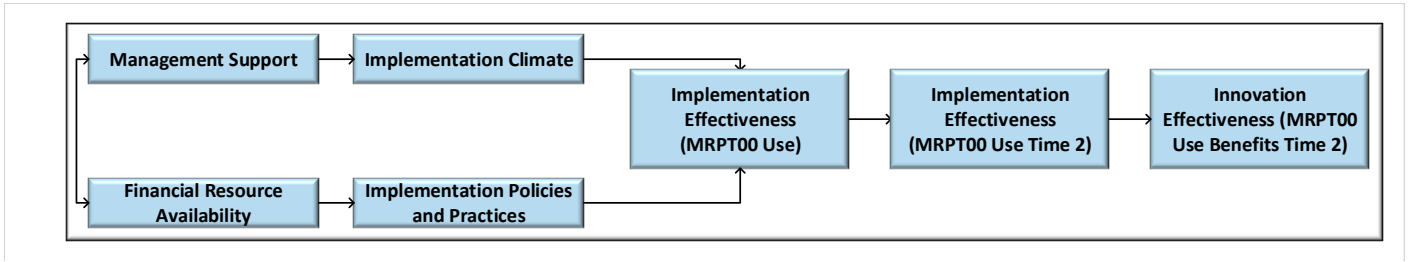 Management Support
Implementation Climate
Implementation
Effectiveness
(MRPT00 Use)
Implementation
Effectiveness
(MRPT00 Use Time 2)
Innovation
Effectiveness (MRPT00
Use Benefits Time 2)
Financial Resource
Availability
Implementation Policies
and Practices